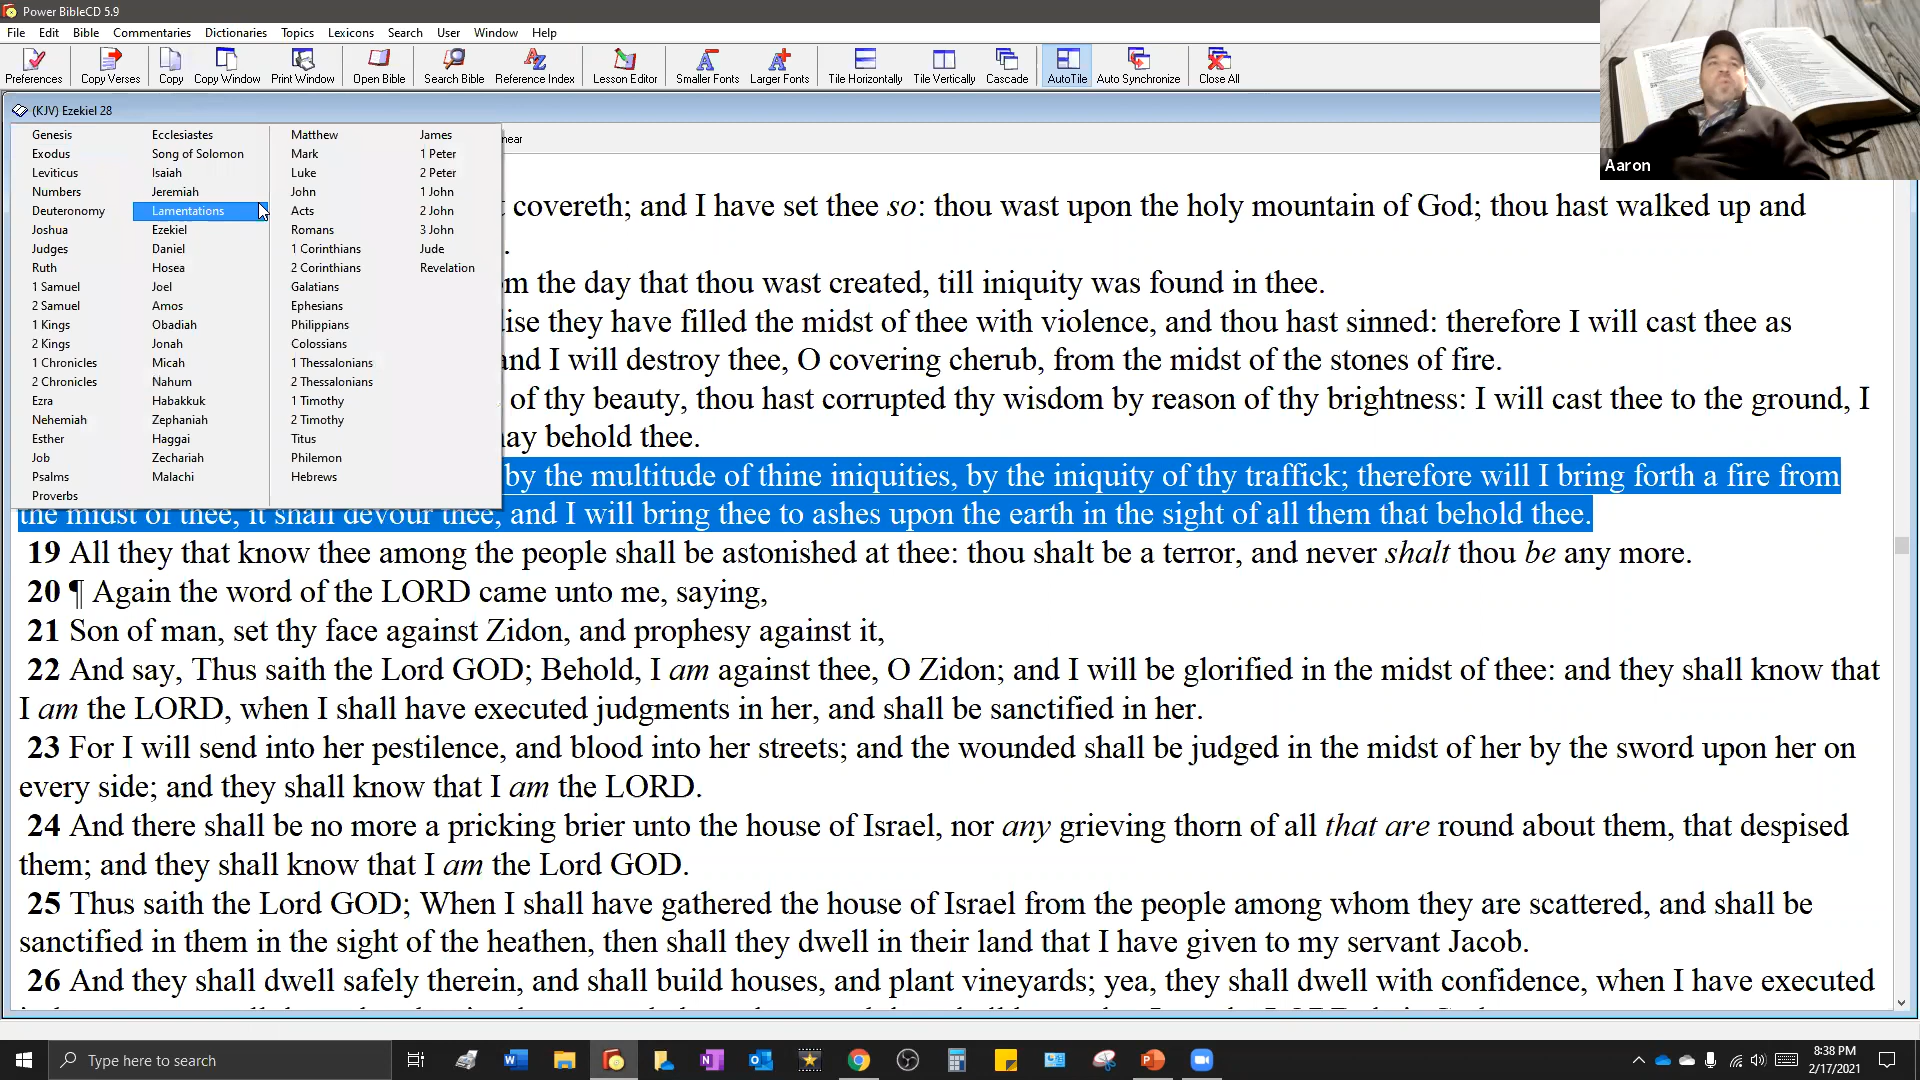 Power BibleCD 5.9
File Edit Bible Commentaries Dictionaries Topics Lexicons Search User Window Help
Preferences Copy Verses Copy Copy Window Print Window Open Bible Search Bible Reference Index Lesson Editor Smaller Fonts Larger Fonts Tile Horizontally Tile Vertically Cascade AutoTile Auto Synchronize Close All
(KJV) Ezekiel 28
Genesis Ecclesiastes Matthew James
Exodus Song of Solomon Mark 1 Peter
Leviticus Isaiah Luke 2 Peter
Numbers Jeremiah John 1 John
Deuteronomy Lamentations Acts 2 John
Joshua Ezekiel Romans 3 John
Judges Daniel 1 Corinthians Jude
Ruth Hosea 2 Corinthians Revelation
1 Samuel Joel Galatians
2 Samuel Amos Ephesians
1 Kings Obadiah Philippians
2 Kings Jonah Colossians
1 Chronicles Micah 1 Thessalonians
2 Chronicles Nahum 2 Thessalonians
Ezra Habakkuk 1 Timothy
Nehemiah Zephaniah 2 Timothy
Esther Haggai Titus
Job Zechariah Philemon
Psalms Malachi Hebrews
Proverbs
Aaron
covereth; and I have set thee so: thou wast upon the holy mountain of God; thou hast walked up and
the day that thou wast created, till iniquity was found in thee.
they have filled the midst of thee with violence, and thou hast sinned: therefore I will cast thee as
and I will destroy thee, O covering cherub, from the midst of the stones of fire.
of thy beauty, thou hast corrupted thy wisdom by reason of thy brightness: I will cast thee to the ground, I
may behold thee.
by the multitude of thine iniquities, by the iniquity of thy traffick; therefore will I bring forth a fire from
the midst of thee, it shall devour thee, and I will bring thee to ashes upon the earth in the sight of all them that behold thee.
19 All they that know thee among the people shall be astonished at thee: thou shalt be a terror, and never shalt thou be any more.
20 ¶ Again the word of the LORD came unto me, saying,
21 Son of man, set thy face against Zidon, and prophesy against it,
22 And say, Thus saith the Lord GOD; Behold, I am against thee, O Zidon; and I will be glorified in the midst of thee: and they shall know that
I am the LORD, when I shall have executed judgments in her, and shall be sanctified in her.
23 For I will send into her pestilence, and blood into her streets; and the wounded shall be judged in the midst of her by the sword upon her on
every side; and they shall know that I am the LORD.
24 And there shall be no more a pricking brier unto the house of Israel, nor any grieving thorn of all that are round about them, that despised
them; and they shall know that I am the Lord GOD.
25 Thus saith the Lord GOD; When I shall have gathered the house of Israel from the people among whom they are scattered, and shall be
sanctified in them in the sight of the heathen, then shall they dwell in their land that I have given to my servant Jacob.
26 And they shall dwell safely therein, and shall build houses, and plant vineyards; yea, they shall dwell with confidence, when I have executed
Type here to search
8:38 PM
2/17/2021